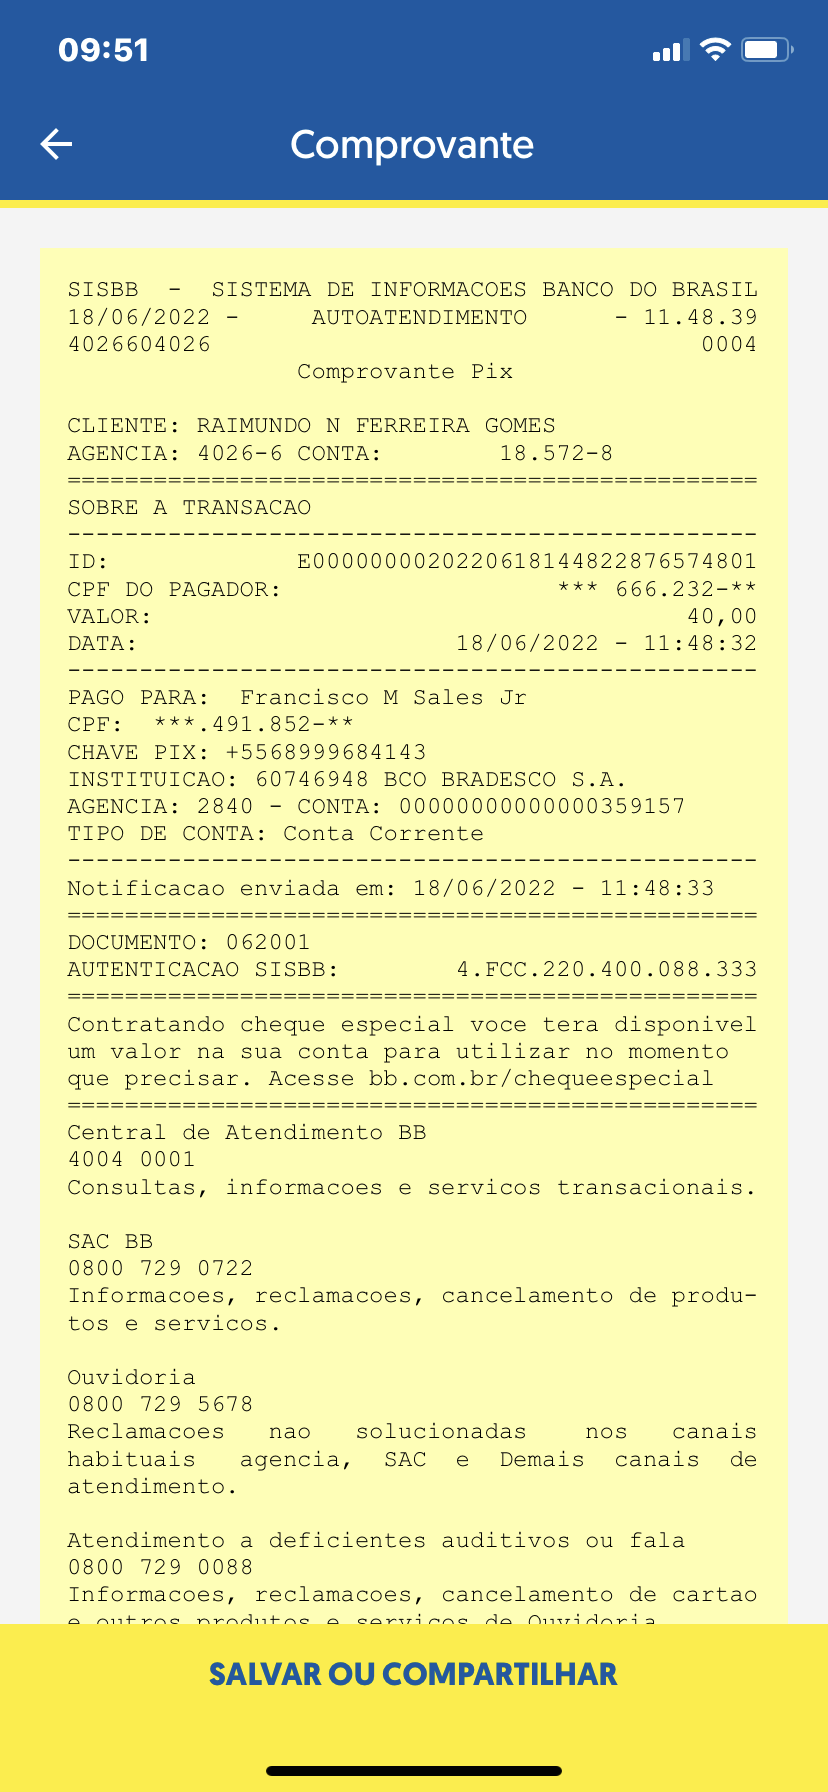 09:51
Comprovante
SISBB - SISTEMA DE INFORMACOES BANCO DO BRASIL
18/06/2022 - AUTOATENDIMENTO - 11.48.39
4026604026 0004
Comprovante Pix
CLIENTE: RAIMUNDO N FERREIRA GOMES
AGENCIA: 4026-6 CONTA: 18.572-8
================================================
SOBRE A TRANSACAO
------------------------------------------------
ID: E00000000202206181448228765748​01
CPF DO PAGADOR: *** 666.232-**
VALOR: 40,00
DATA: 18/06/2022 - 11:48:32
------------------------------------------------
PAGO PARA: Francisco M Sales Jr
CPF: ***.491.852-**
CHAVE PIX: +5568999684143
INSTITUICAO: 60746948 BCO BRADESCO S.A.
AGENCIA: 2840 - CONTA: 00000000000000359157
TIPO DE CONTA: Conta Corrente
------------------------------------------------
Notificacao enviada em: 18/06/2022 - 11:48:33
================================================
DOCUMENTO: 062001
AUTENTICACAO SISBB: 4.FCC.220.400.088.333
================================================
Contratando cheque especial voce tera disponivel
um valor na sua conta para utilizar no momento
que precisar. Acesse bb.com.br/chequeespecial
================================================
Central de Atendimento BB
4004 0001
Consultas, informacoes e servicos transacionais.
SAC BB
0800 729 0722
Informacoes, reclamacoes, cancelamento de produ-
tos e servicos.
Ouvidoria
0800 729 5678
Reclamacoes nao solucionadas nos canais
habituais agencia, SAC e Demais canais de
atendimento.
Atendimento a deficientes auditivos ou fala
0800 729 0088
Informacoes, reclamacoes, cancelamento de cartao
e outros produtos e servicos de Ouvidoria
SALVAR OU COMPARTILHAR